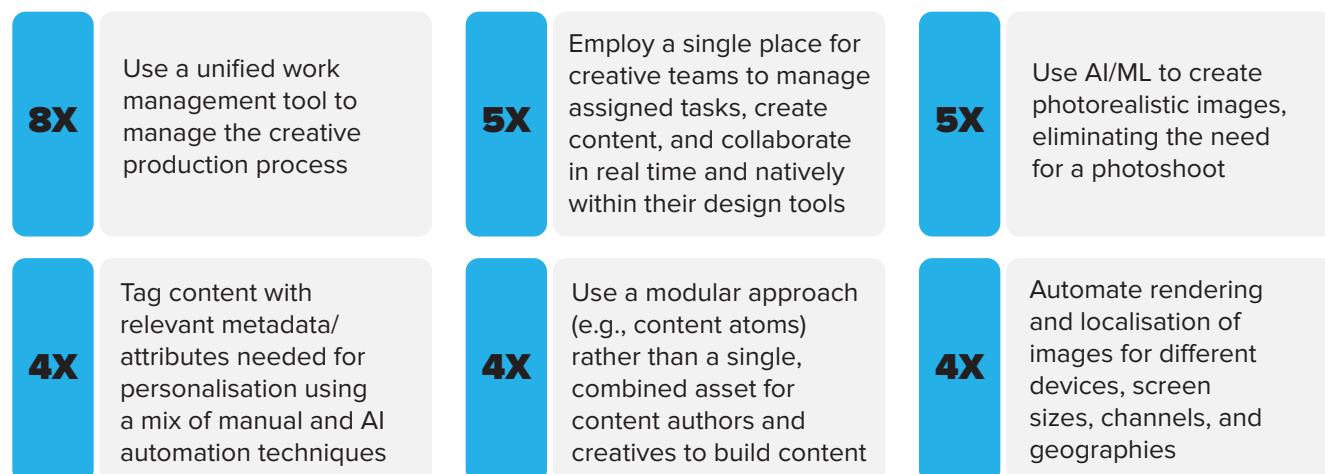 8X
Use a unified work
management tool to
manage the creative
production process
5X
Employ a single place for
creative teams to manage
assigned tasks, create
content, and collaborate
in real time and natively
within their design tools
5X
Use AI/ML to create
photorealistic images,
eliminating the need
for a photoshoot
4X
Tag content with
relevant metadata/
attributes needed for
personalisation using
a mix of manual and AI
automation techniques
4X
Use a modular approach
(e.g., content atoms)
rather than a single,
combined asset for
content authors and
creatives to build content
4X
Automate rendering
and localisation of
images for different
devices, screen
sizes, channels, and
geographies